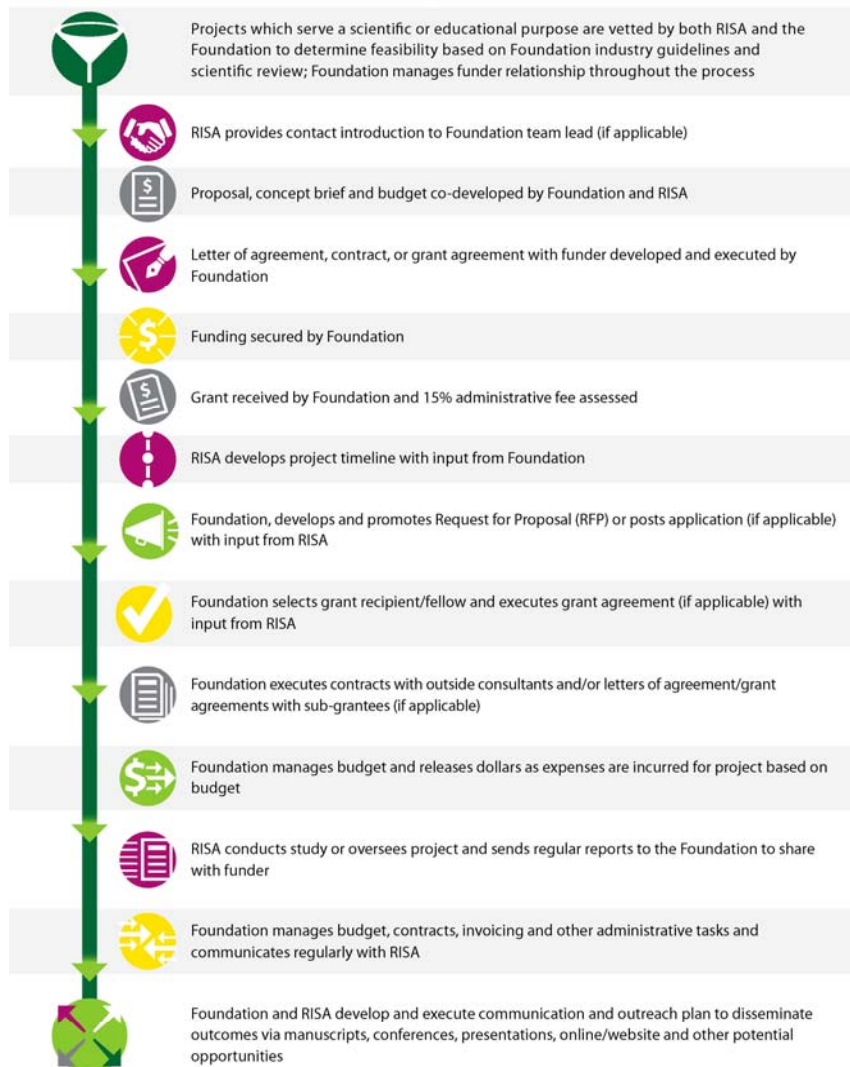 Projects which serve a scientific or educational purpose are vetted by both RISA and the
Foundation to determine feasibility based on Foundation industry guidelines and
scientific review; Foundation manages funder relationship throughout the process
RISA provides contact introduction to Foundation team lead (if applicable)
$
Proposal, concept brief and budget co-developed by Foundation and RISA
Letter of agreement, contract, or grant agreement with funder developed and executed by
Foundation
$
Funding secured by Foundation
$
Grant received by Foundation and 15% administrative fee assessed
RISA develops project timeline with input from Foundation
Foundation, develops and promotes Request for Proposal (RFP) or posts application (if applicable)
with input from RISA
Foundation selects grant recipient/fellow and executes grant agreement (if applicable) with
input from RISA
Foundation executes contracts with outside consultants and/or letters of agreement/grant
agreements with sub-grantees (if applicable)
$
Foundation manages budget and releases dollars as expenses are incurred for project based on
budget
RISA conducts study or oversees project and sends regular reports to the Foundation to share
with funder
Foundation manages budget, contracts, invoicing and other administrative tasks and
communicates regularly with RISA
Foundation and RISA develop and execute communication and outreach plan to disseminate
outcomes via manuscripts, conferences, presentations, online/website and other potential
opportunities